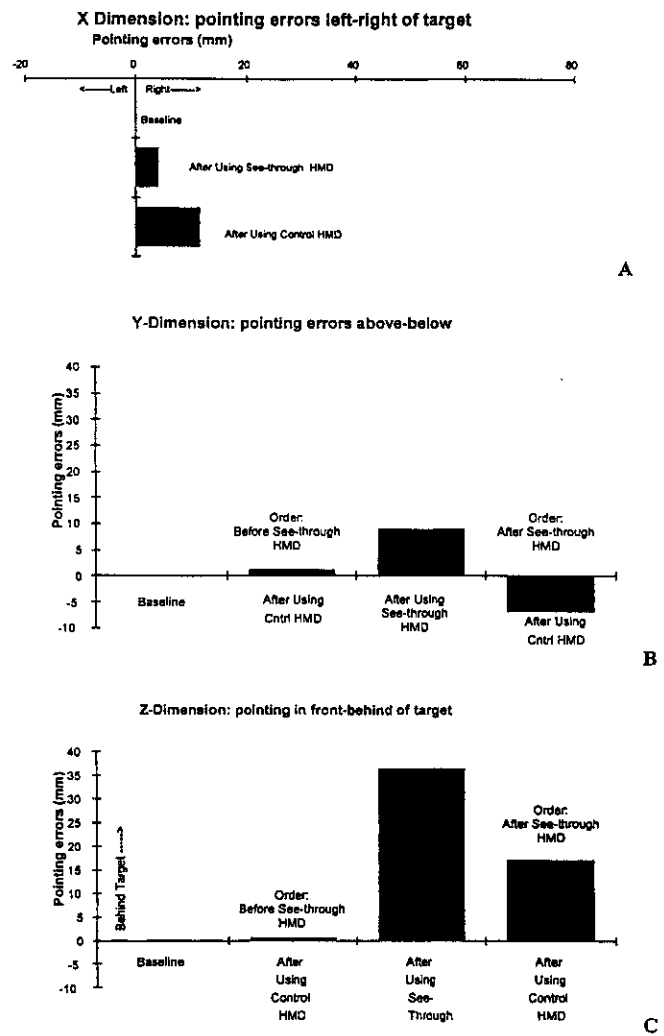 X Dimension: pointing errors left-right of target
Pointing errors (mm)
-20 0 20 40 60 80
<-----Left Right------>
Baseline
After Using See-through HMD
After Using Control HMD
A
Y-Dimension: pointing errors above-below
Pointing errors (mm)
40
35
30
25
20
15
10
5
0
-5
-10
Order:
Before See-through
HMD
Order:
After See-through
HMD
Baseline
After Using
Cntrl HMD
After Using
See-through
HMD
After Using
Cntrl HMD
B
Z-Dimension: pointing in front-behind of target
Pointing errors (mm)
40
35
30
25
20
15
10
5
0
-5
-10
Behind Target ----->
Order:
Before See-through
HMD
Order:
After See-through
HMD
Baseline
After
Using
Control
HMD
After
Using
See-
Through
After
Using
Control
HMD
C